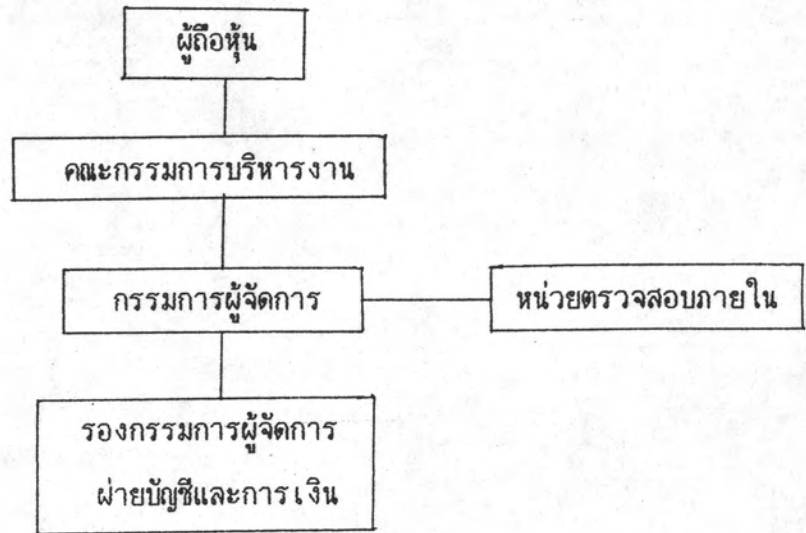 ผู้ถือหุ้น
คณะกรรมการบริหารงาน
กรรมการผู้จัดการ
หน่วยตรวจสอบภายใน
รองกรรมการผู้จัดการ
ฝ่ายบัญชีและการเงิน